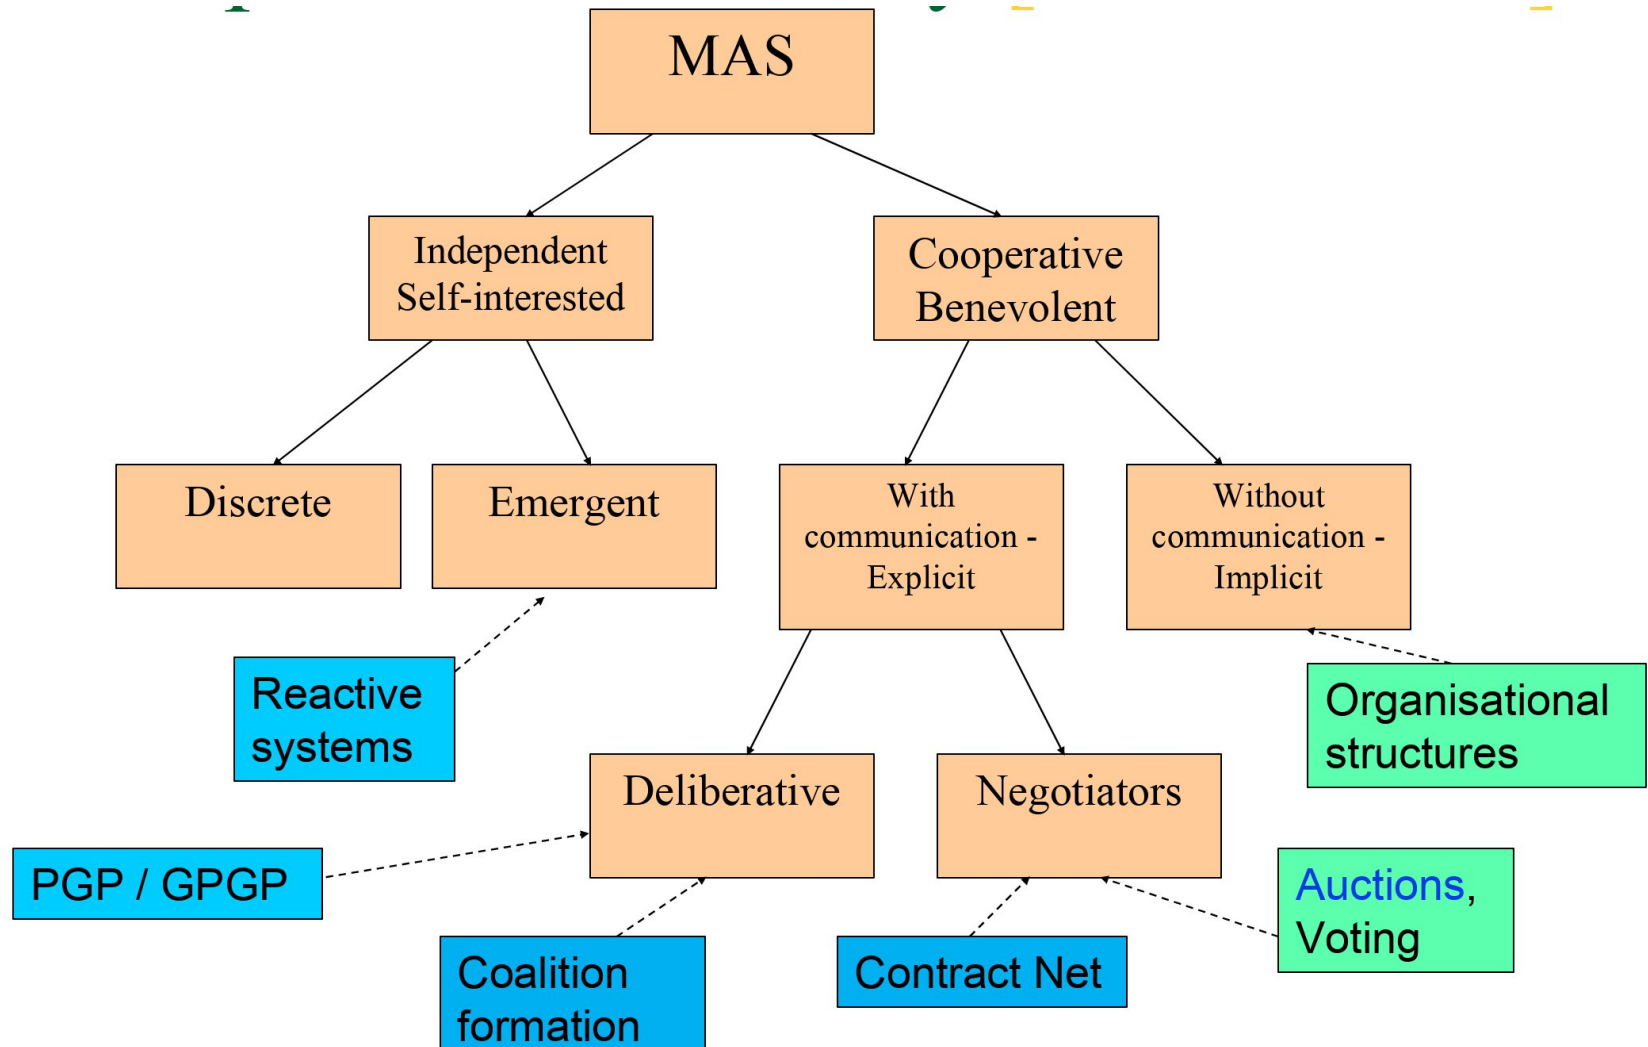 MAS
Independent
Self-interested
Cooperative
Benevolent
Discrete
Emergent
With
communication -
Explicit
Without
communication -
Implicit
Reactive
systems
Organisational
structures
Deliberative
Negotiators
PGP / GPGP
Auctions,
Voting
Coalition
formation
Contract Net